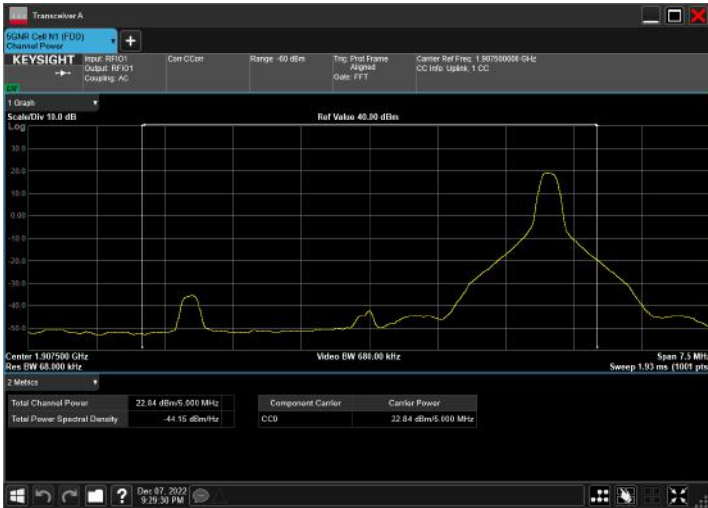 Transceiver A
5GNR Cell N1 (FDD)
Channel Power
KEYSIGHT
Input: RFIO1
Output: RFIO1
Coupling: AC
Corr CCorr
Range: -60 dBm
Trig: Prot Frame
Aligned
Gate: FFT
Carrier Ref Freq: 1.907500000 GHz
CC Info: Uplink, 1 CC
1 Graph
Scale/Div 10.0 dB
Ref Value 40.00 dBm
Log
30.0
20.0
10.0
0.00
-10.0
-20.0
-30.0
-40.0
-50.0
Center 1.907500 GHz
Video BW 680.00 kHz
Span 7.5 MHz
Res BW 68.000 kHz
Sweep 1.93 ms (1001 pts
2 Metrics
Total Channel Power 22.84 dBm/5.000 MHz
Total Power Spectral Density -44.15 dBm/Hz
Component Carrier Carrier Power
CC0 22.84 dBm/5.000 MHz
?
Dec 07, 2022
9:29:30 PM